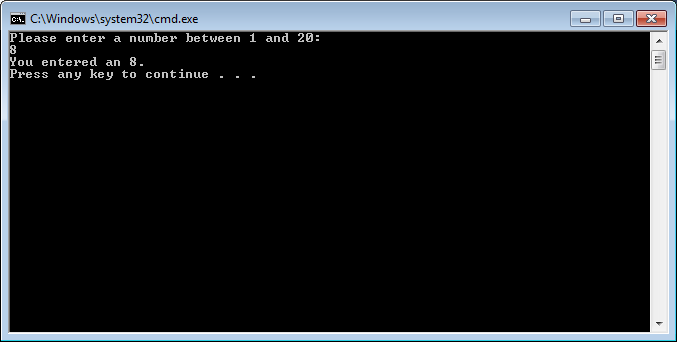 C:\Windows\system32\cmd.exe
Please enter a number between 1 and 20:
8
You entered an 8.
Press any key to continue . . .